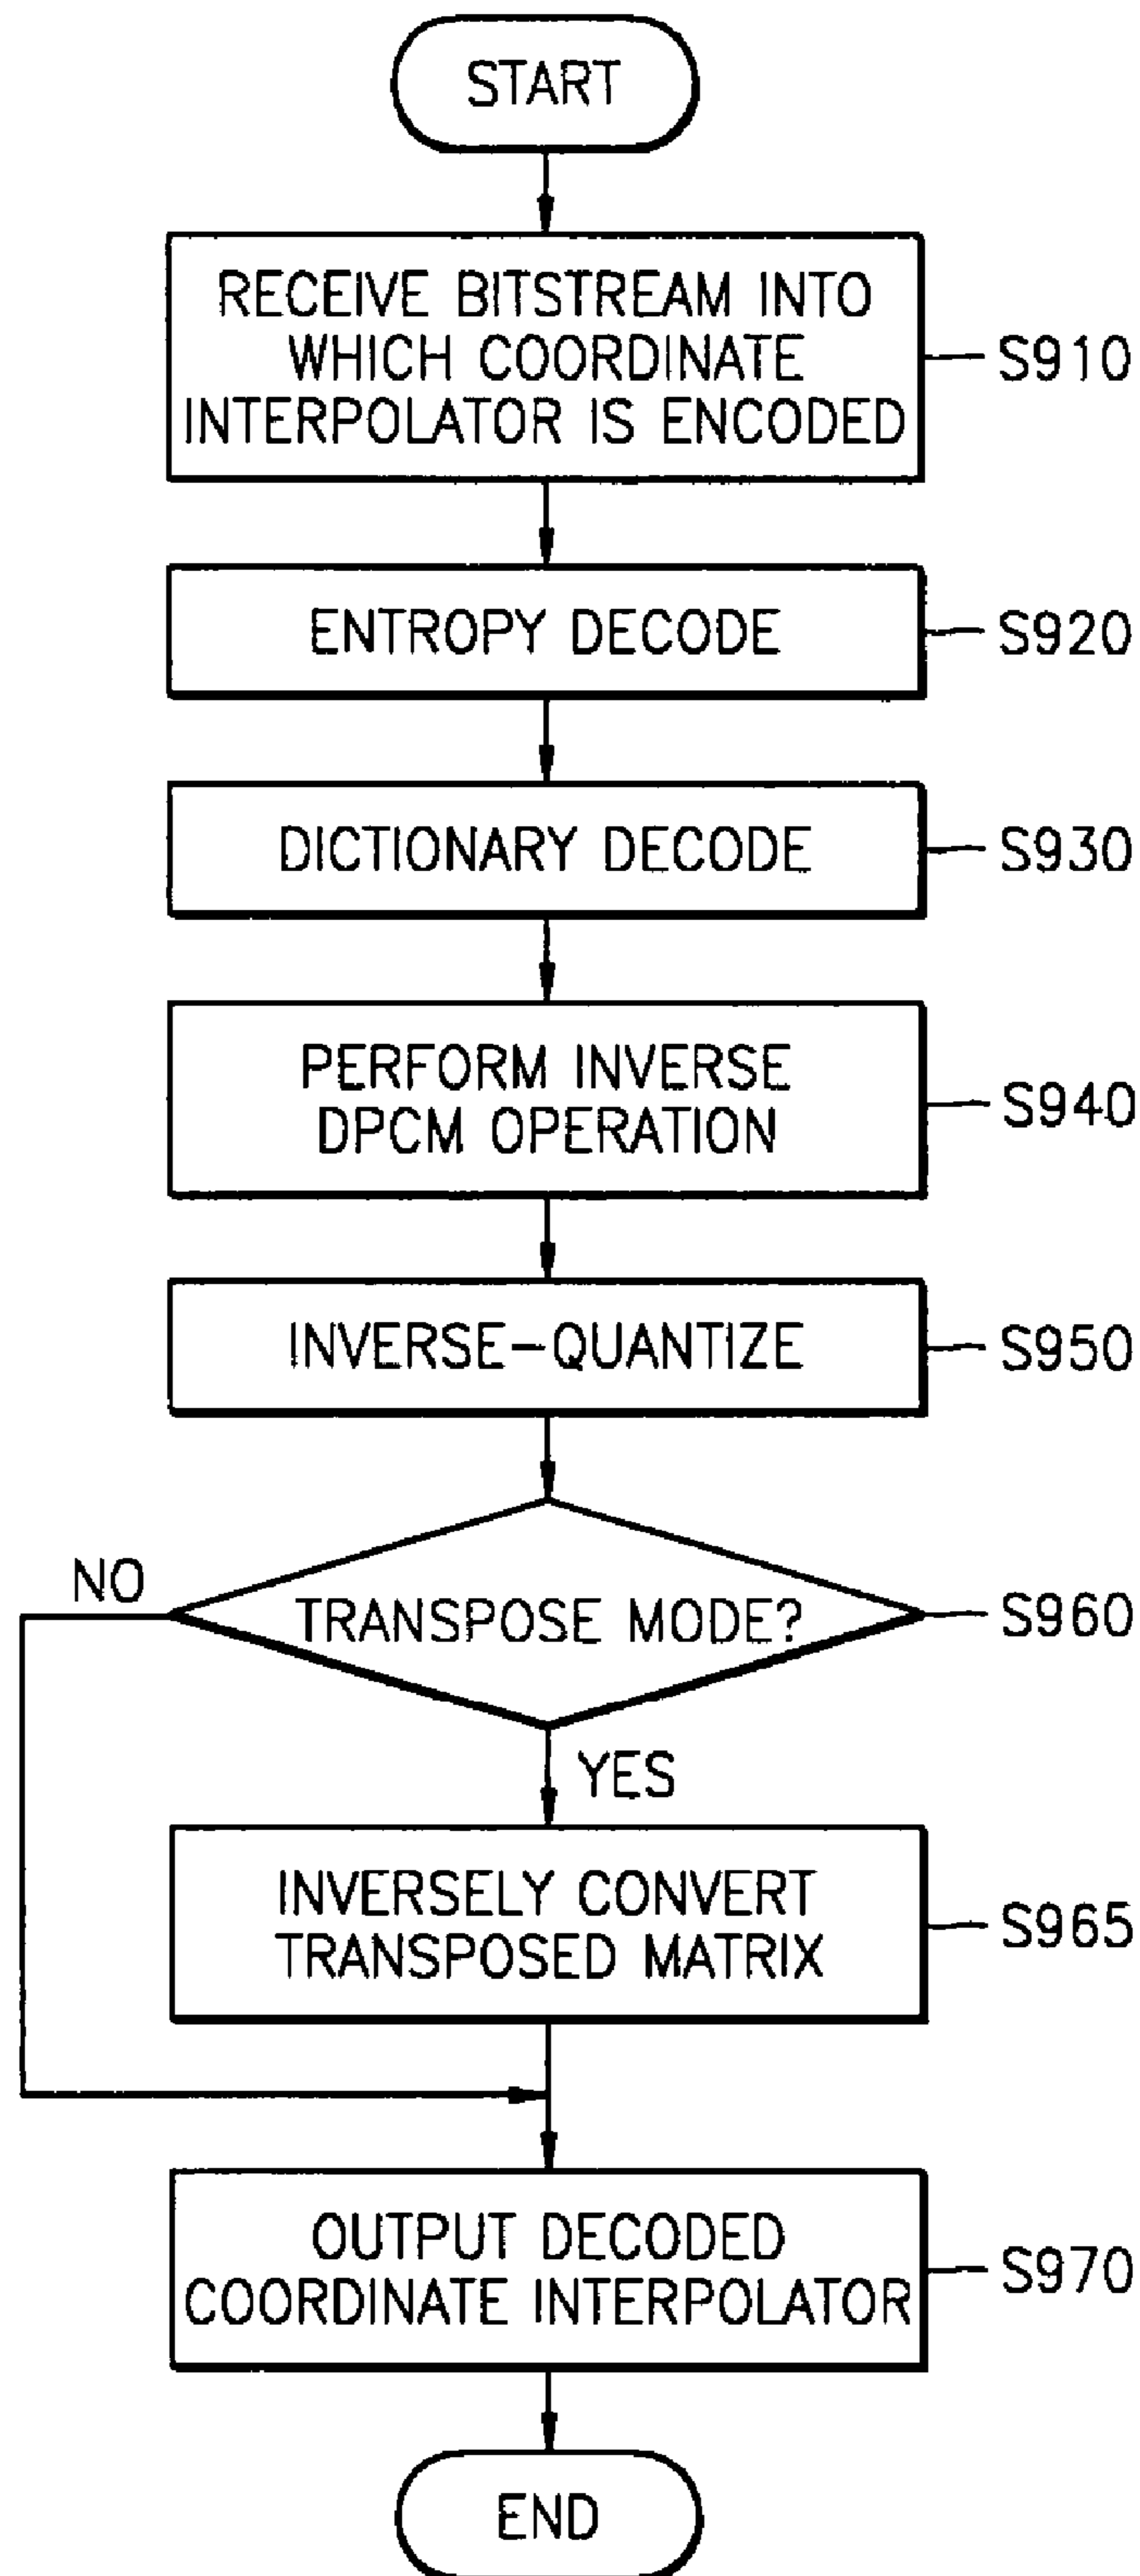 START
RECEIVE BITSTREAM INTO
WHICH COORDINATE
INTERPOLATOR IS ENCODED
S910
ENTROPY DECODE
S920
DICTIONARY DECODE
S930
PERFORM INVERSE
DPCM OPERATION
S940
INVERSE-QUANTIZE
S950
NO
TRANSPOSE MODE?
S960
YES
INVERSELY CONVERT
TRANSPOSED MATRIX
S965
OUTPUT DECODED
COORDINATE INTERPOLATOR
S970
END